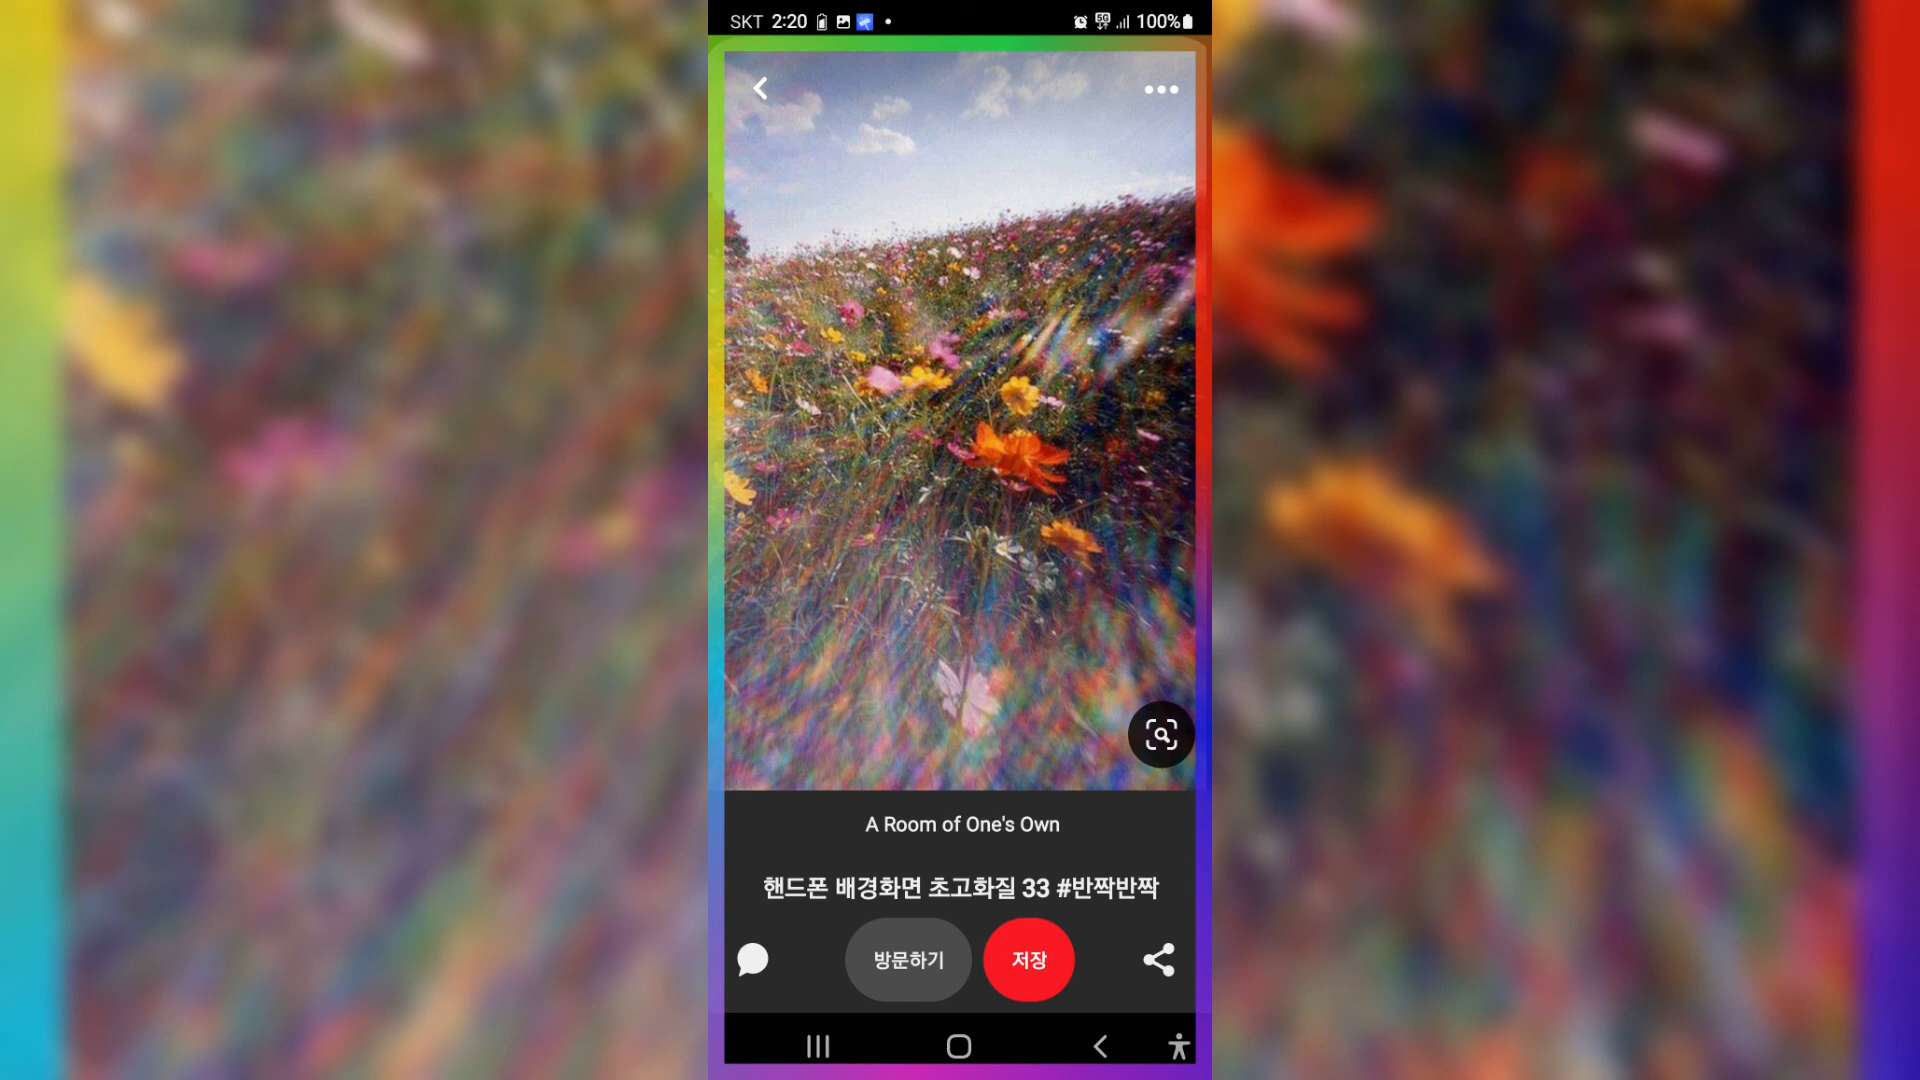 SKT 2:20
5G
100%
A Room of One's Own
핸드폰 배경화면 초고화질 33 #반짝반짝
방문하기
저장